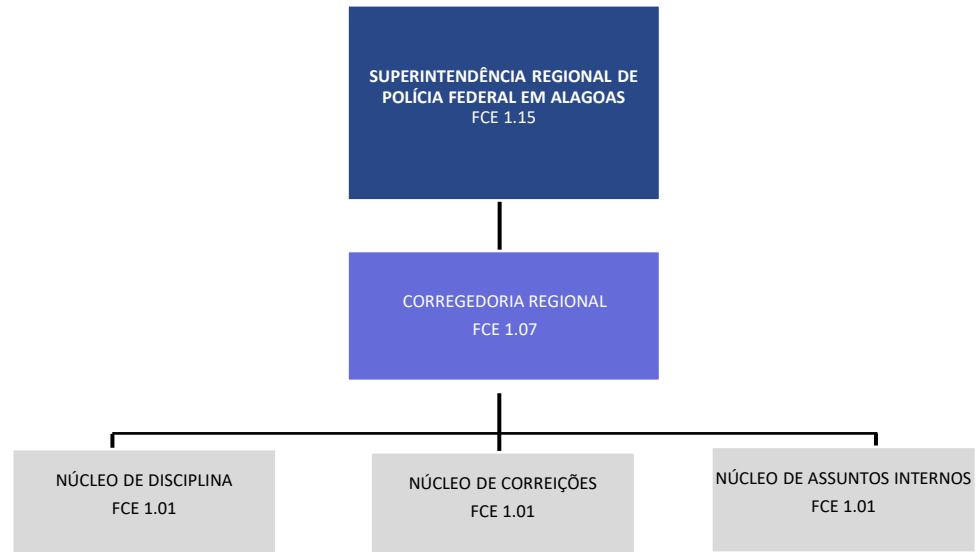 SUPERINTENDÊNCIA REGIONAL DE
POLÍCIA FEDERAL EM ALAGOAS
FCE 1.15
CORREGEDORIA REGIONAL
FCE 1.07
NÚCLEO DE DISCIPLINA
FCE 1.01
NÚCLEO DE CORREIÇÕES
FCE 1.01
NÚCLEO DE ASSUNTOS INTERNOS
FCE 1.01